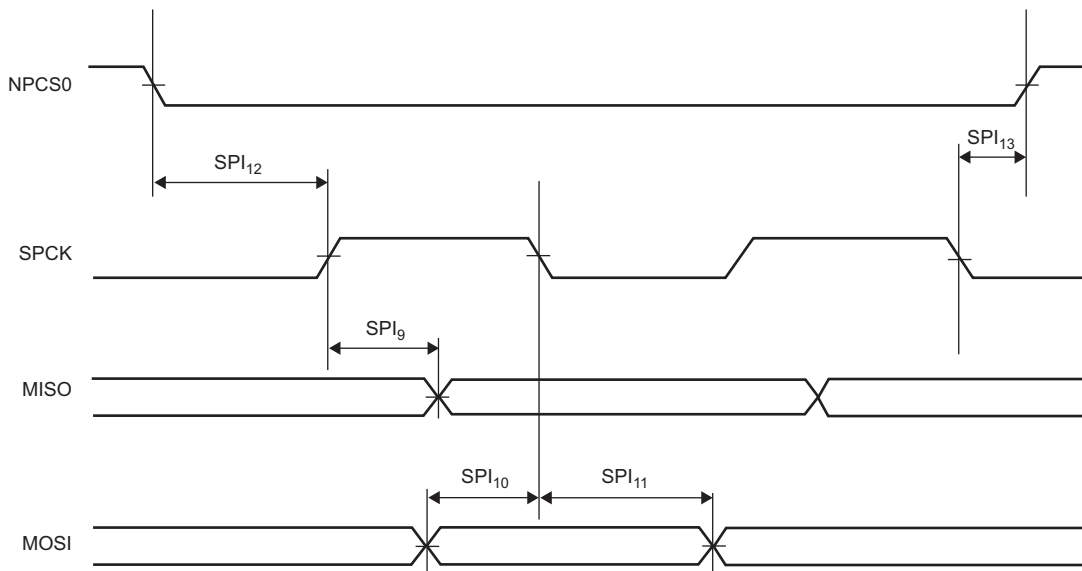 NPCS0
SPI₁₂
SPI₁₃
SPCK
SPI₉
MISO
SPI₁₀
SPI₁₁
MOSI